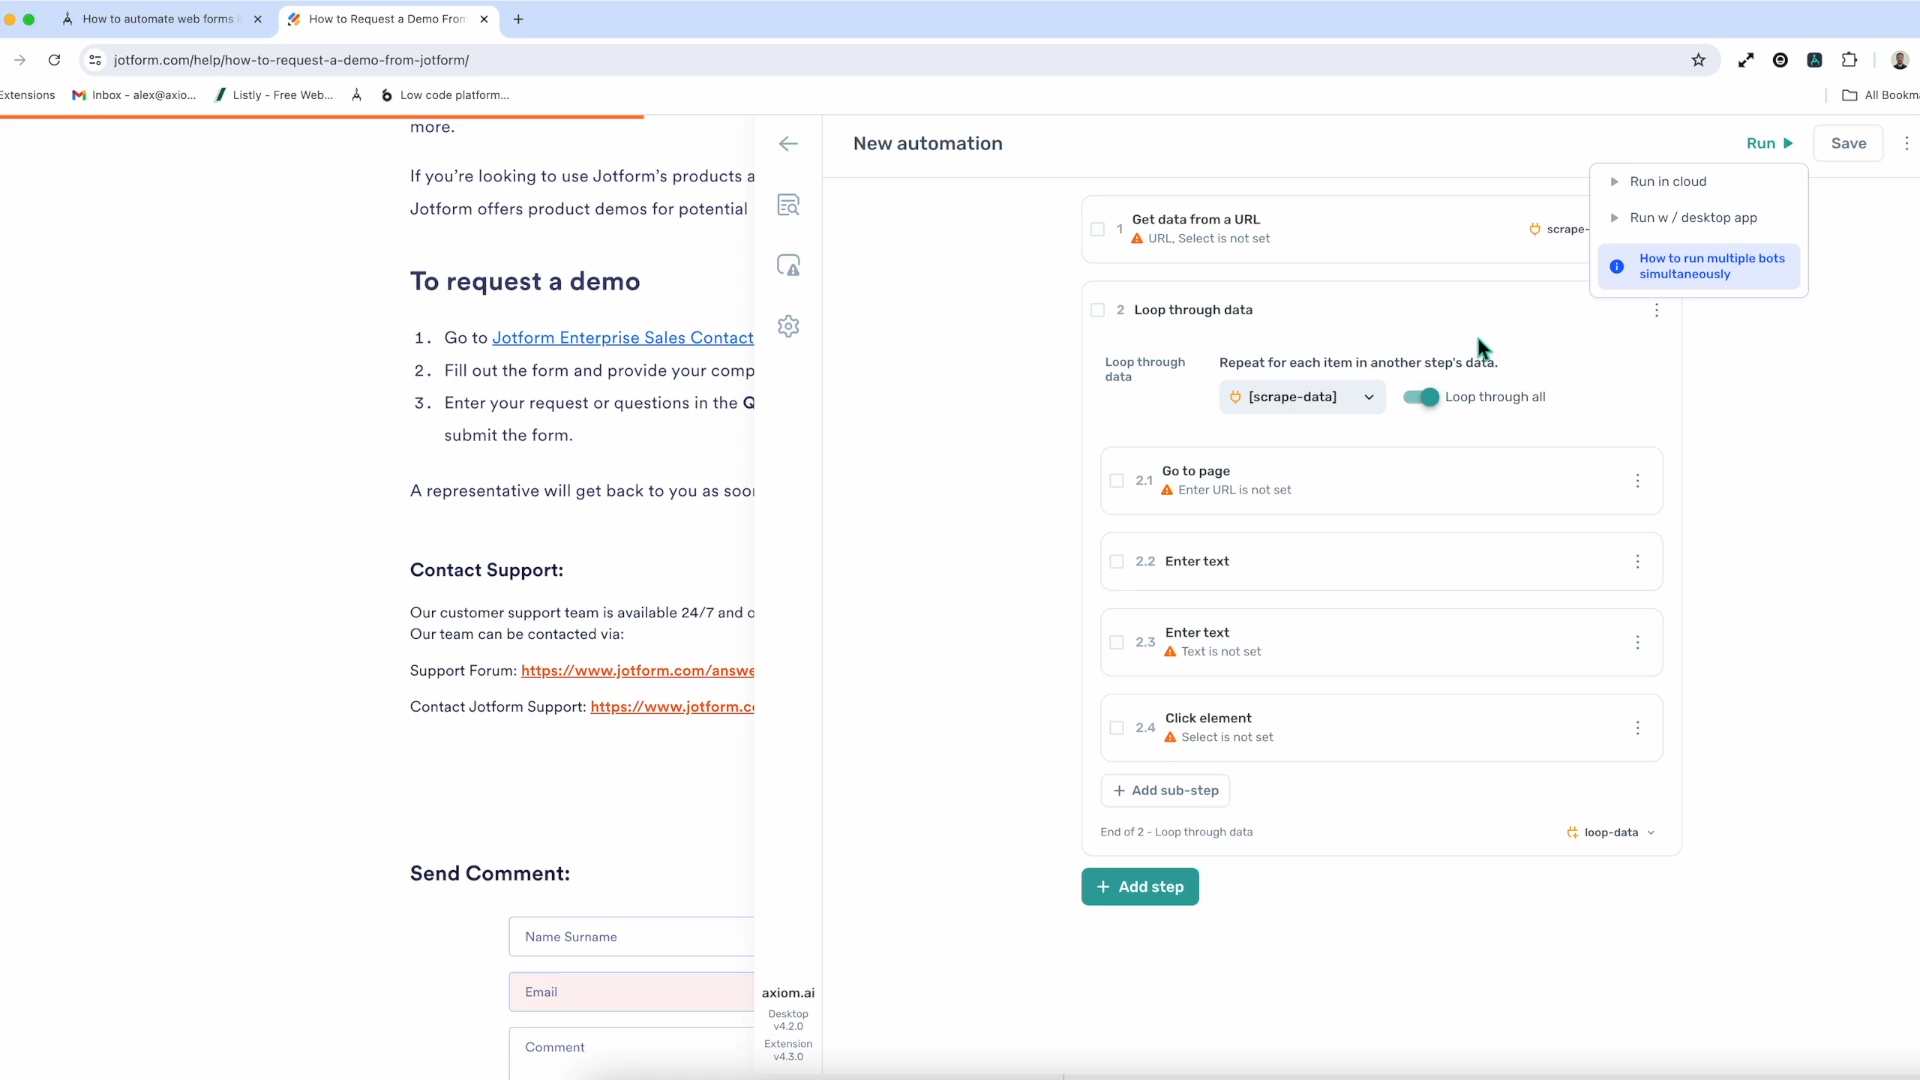 How to automate web forms
How to Request a Demo From
jotform.com/help/how-to-request-a-demo-from-jotform/
Extensions
Inbox - alex@axio...
Listly - Free Web...
Low code platform...
All Bookma
more.
If you're looking to use Jotform's products a
Jotform offers product demos for potential
To request a demo
1. Go to Jotform Enterprise Sales Contact
2. Fill out the form and provide your comp
3. Enter your request or questions in the Q
submit the form.
A representative will get back to you as soon
Contact Support:
Our customer support team is available 24/7 and o
Our team can be contacted via:
Support Forum: https://www.jotform.com/answe
Contact Jotform Support: https://www.jotform.co
Send Comment:
Name Surname
Email
Comment
axiom.ai
Desktop
v4.2.0
Extension
v4.3.0
New automation
Run
Save
Run in cloud
Run w / desktop app
How to run multiple bots
simultaneously
1 Get data from a URL
URL, Select is not set
scrape-
2 Loop through data
Loop through
data
Repeat for each item in another step's data.
[scrape-data]
Loop through all
2.1 Go to page
Enter URL is not set
2.2 Enter text
2.3 Enter text
Text is not set
2.4 Click element
Select is not set
+ Add sub-step
End of 2 - Loop through data
loop-data
+ Add step